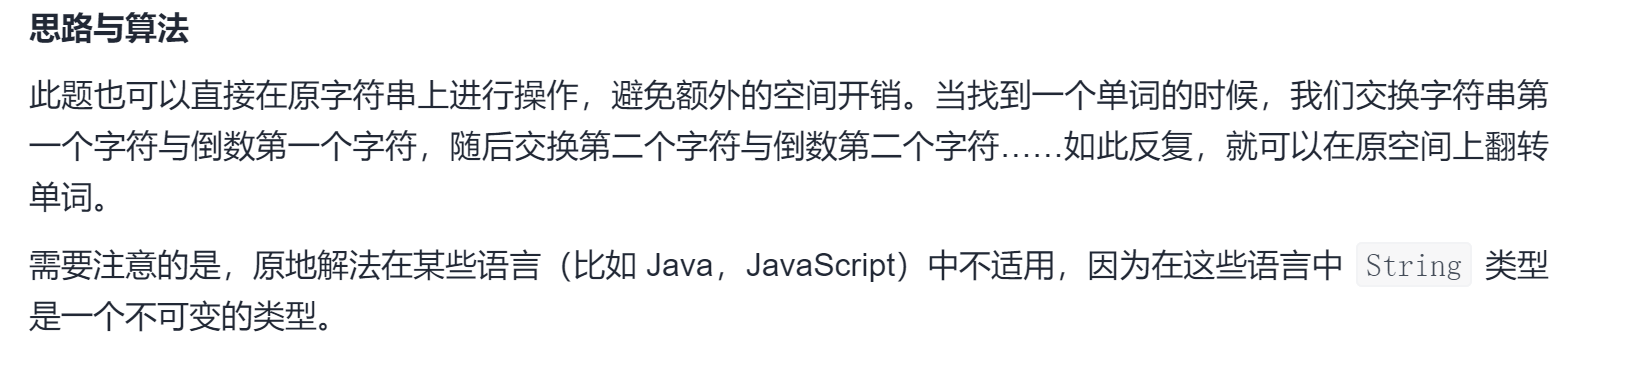 思路与算法
此题也可以直接在原字符串上进行操作，避免额外的空间开销。当找到一个单词的时候，我们交换字符串第
一个字符与倒数第一个字符，随后交换第二个字符与倒数第二个字符……如此反复，就可以在原空间上翻转
单词。
需要注意的是，原地解法在某些语言（比如 Java，JavaScript）中不适用，因为在这些语言中 String 类型
是一个不可变的类型。